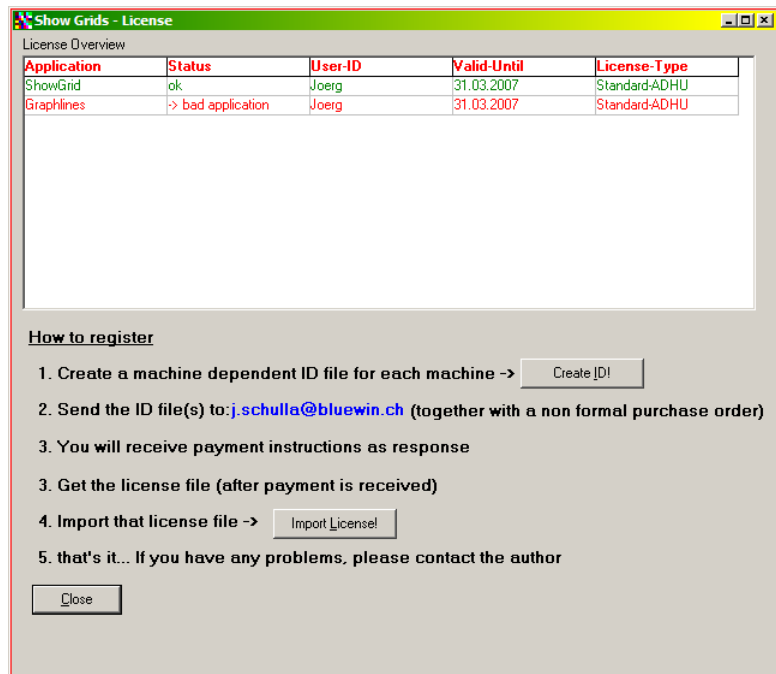 Show Grids - License
License Overview
Application Status User-ID Valid-Until License-Type
ShowGrid ok Joerg 31.03.2007 Standard-ADHU
Graphlines -> bad application Joerg 31.03.2007 Standard-ADHU
How to register
1. Create a machine dependent ID file for each machine -> Create ID!
2. Send the ID file(s) to:j.schulla@bluewin.ch (together with a non formal purchase order)
3. You will receive payment instructions as response
3. Get the license file (after payment is received)
4. Import that license file -> Import License!
5. that's it... If you have any problems, please contact the author
Close